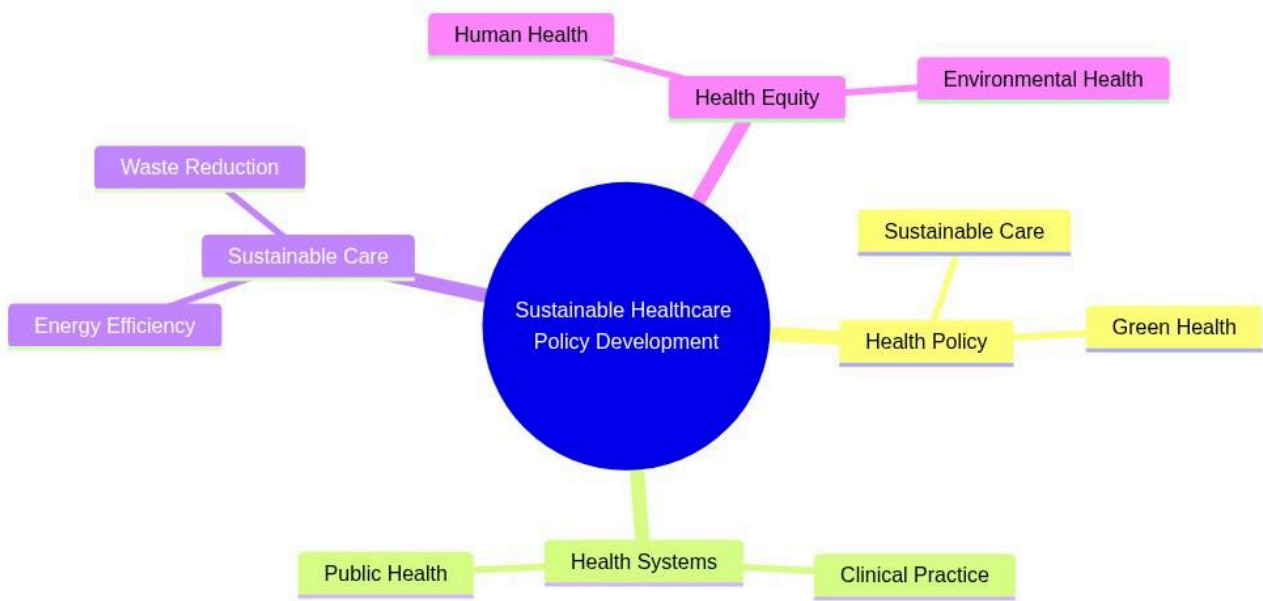 Human Health
Environmental Health
Health Equity
Waste Reduction
Sustainable Care
Sustainable Care
Energy Efficiency
Sustainable Healthcare
Policy Development
Health Policy
Green Health
Public Health
Health Systems
Clinical Practice